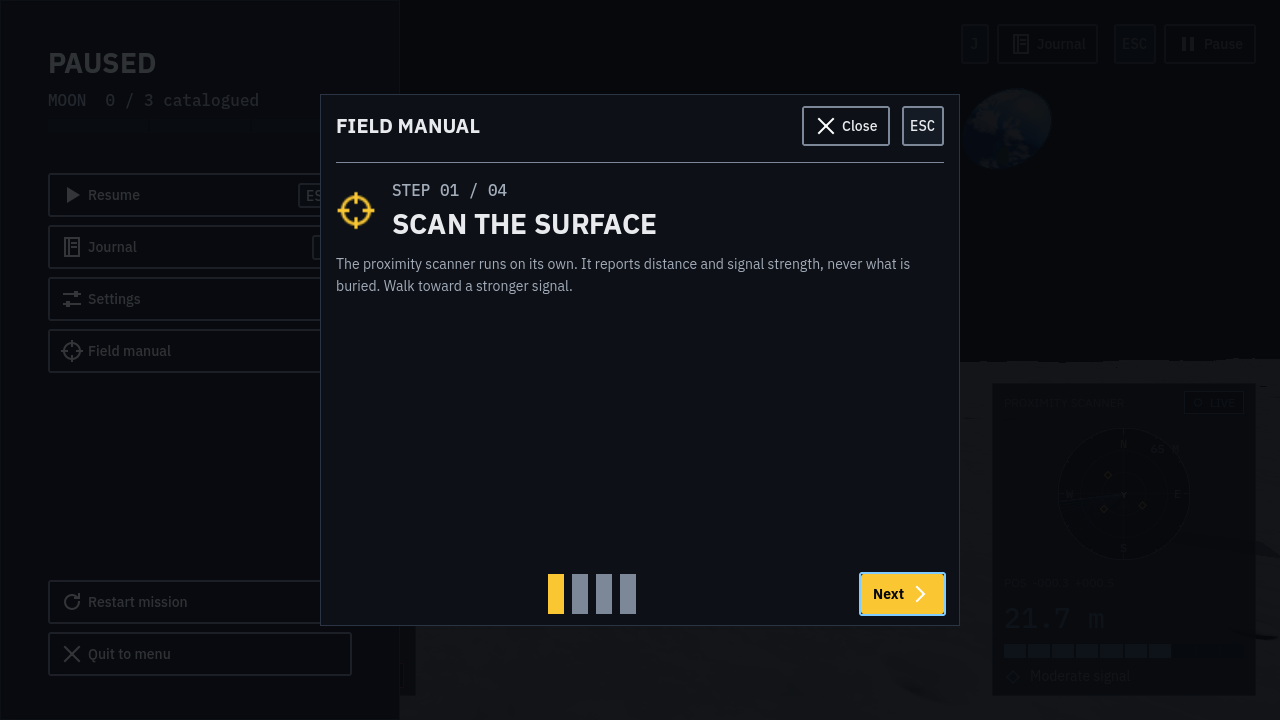 PAUSED
MOON 0 / 3 catalogued
Resume
Journal
Settings
Field manual
Restart mission
Quit to menu
J
Journal
ESC
Pause
FIELD MANUAL
Close
ESC
STEP 01 / 04
SCAN THE SURFACE
The proximity scanner runs on its own. It reports distance and signal strength, never what is
buried. Walk toward a stronger signal.
Next
PROXIMITY SCANNER
LIVE
N
W
E
S
21.7 m
Moderate signal